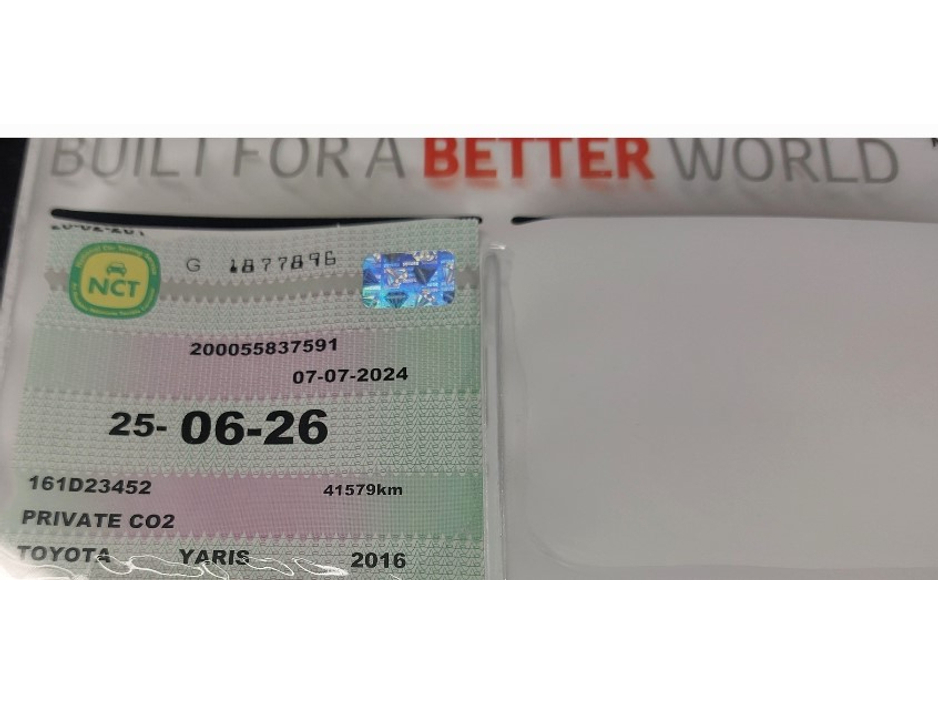 BUILT FOR A BETTER WORLD
NCT
G 1877896
200055837591
07-07-2024
25- 06-26
161D23452
41579km
PRIVATE CO2
TOYOTA YARIS 2016